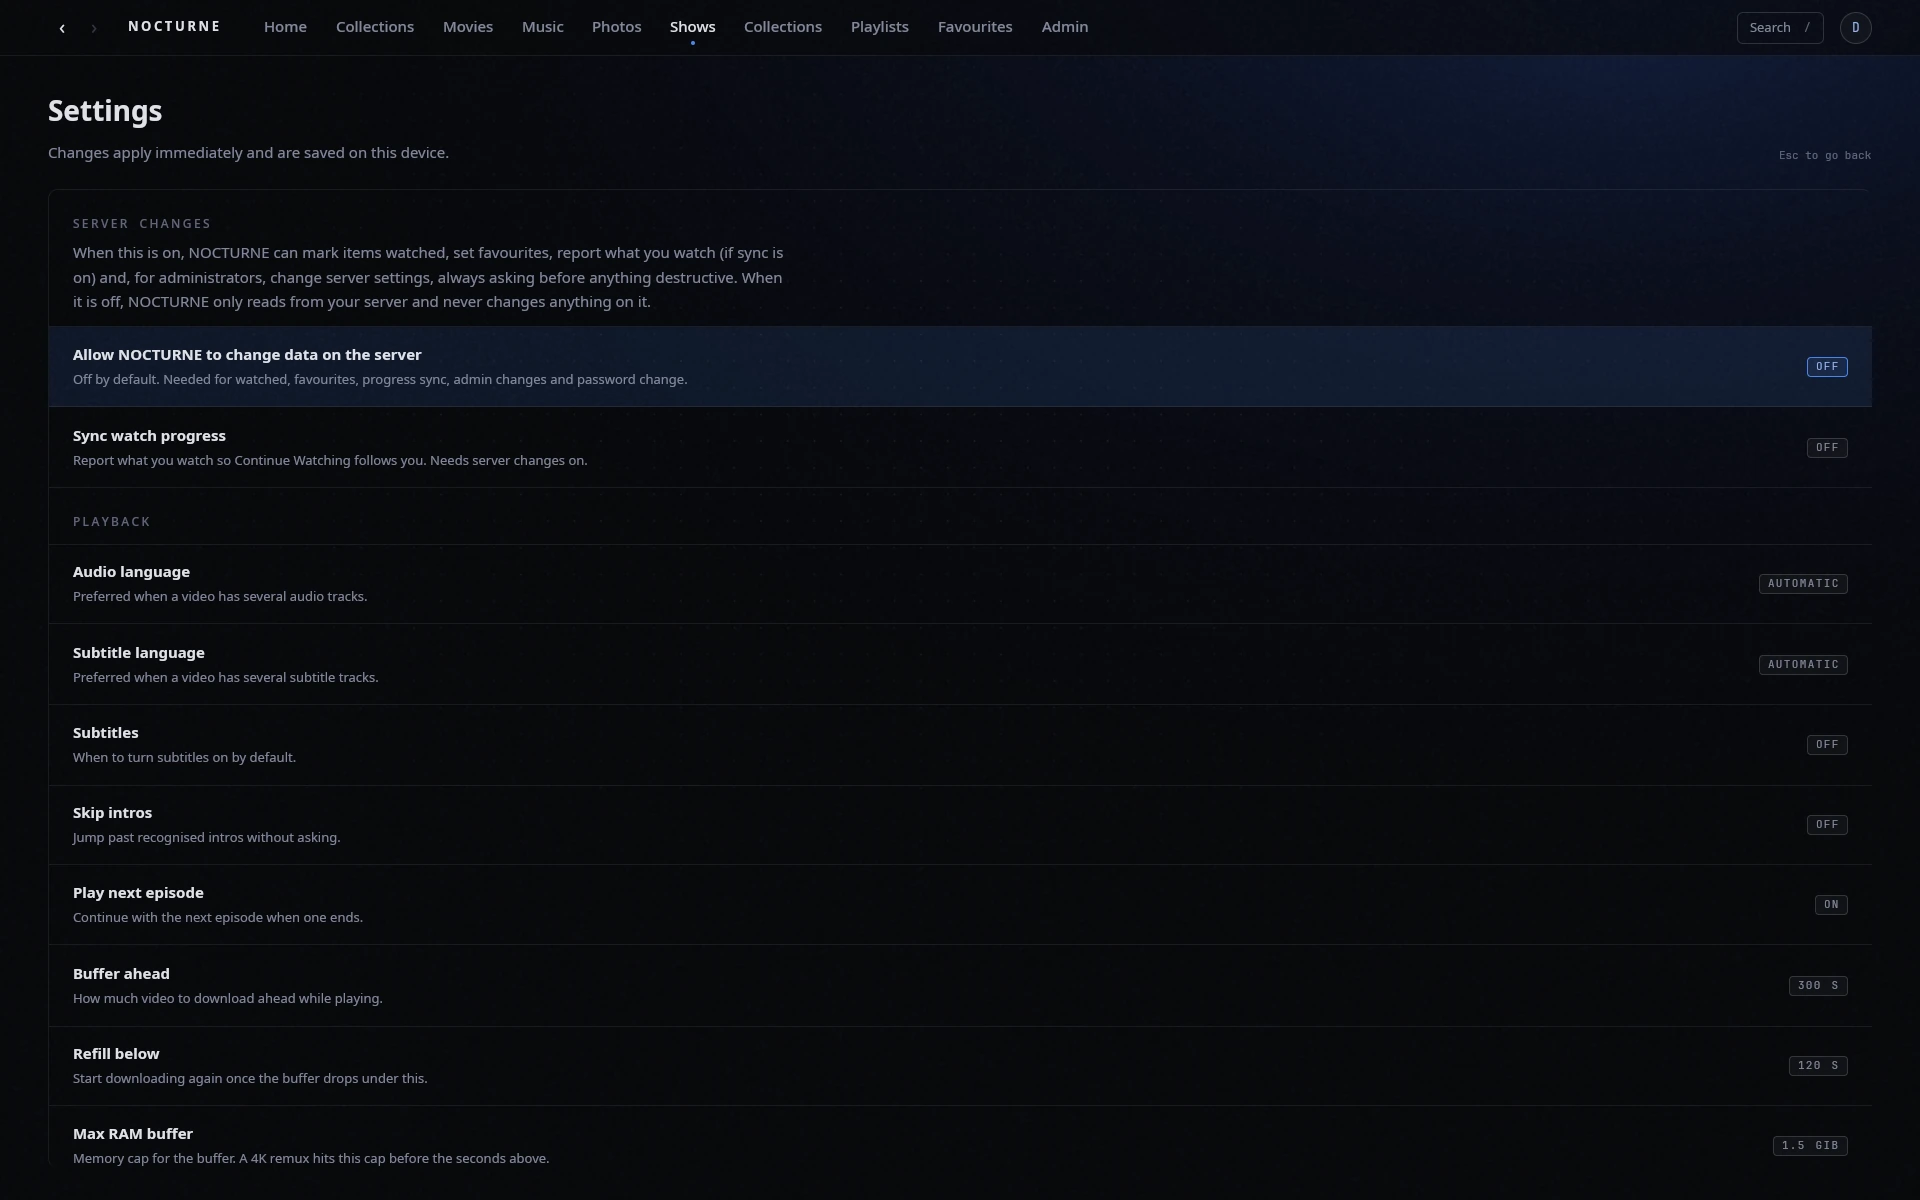 ‹ › NOCTURNE Home Collections Movies Music Photos Shows Collections Playlists Favourites Admin Search / D
Settings
Changes apply immediately and are saved on this device.
Esc to go back
SERVER CHANGES
When this is on, NOCTURNE can mark items watched, set favourites, report what you watch (if sync is
on) and, for administrators, change server settings, always asking before anything destructive. When
it is off, NOCTURNE only reads from your server and never changes anything on it.
Allow NOCTURNE to change data on the server
Off by default. Needed for watched, favourites, progress sync, admin changes and password change.
OFF
Sync watch progress
Report what you watch so Continue Watching follows you. Needs server changes on.
OFF
PLAYBACK
Audio language
Preferred when a video has several audio tracks.
AUTOMATIC
Subtitle language
Preferred when a video has several subtitle tracks.
AUTOMATIC
Subtitles
When to turn subtitles on by default.
OFF
Skip intros
Jump past recognised intros without asking.
OFF
Play next episode
Continue with the next episode when one ends.
ON
Buffer ahead
How much video to download ahead while playing.
300 S
Refill below
Start downloading again once the buffer drops under this.
120 S
Max RAM buffer
Memory cap for the buffer. A 4K remux hits this cap before the seconds above.
1.5 GIB